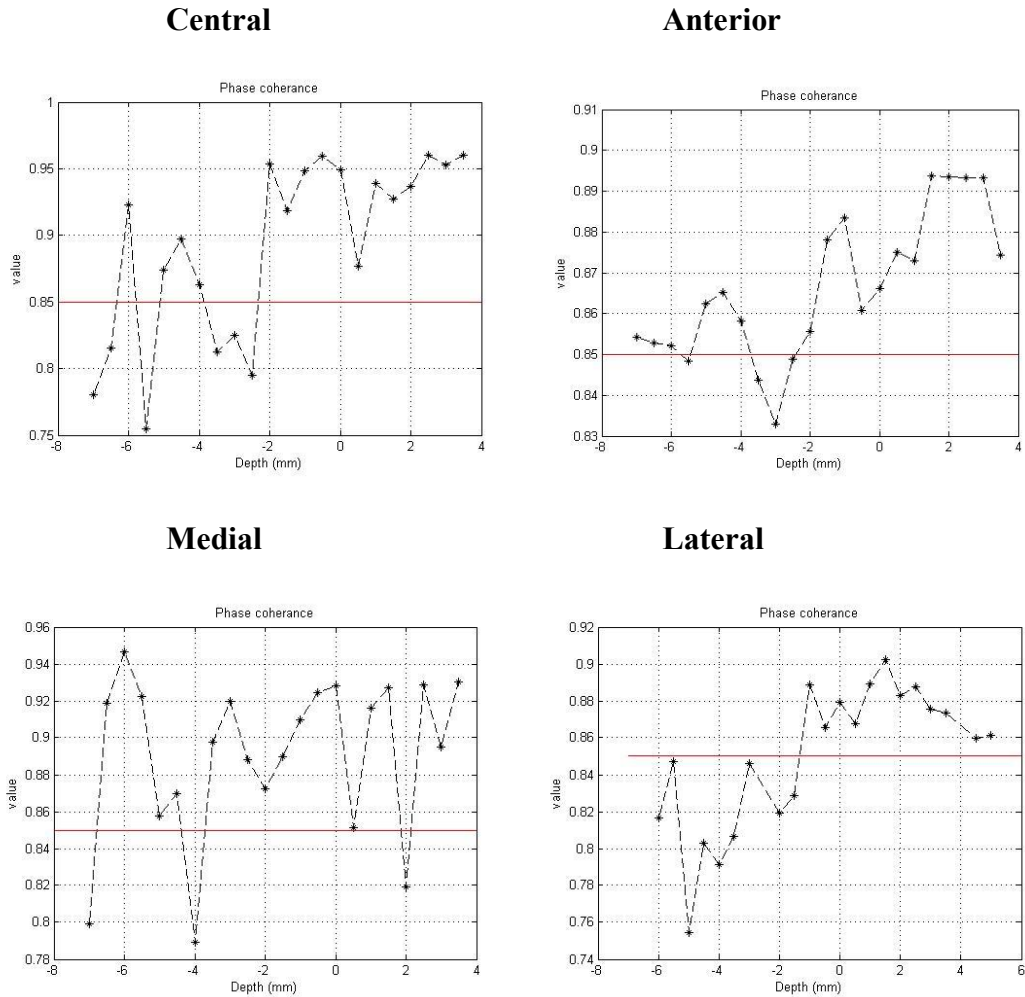 Central
Anterior
Phase coherance
1
0.95
0.9
0.85
0.8
0.75
value
-8 -6 -4 -2 0 2 4
Depth (mm)
Phase coherance
0.91
0.9
0.89
0.88
0.87
0.86
0.85
0.84
0.83
value
-8 -6 -4 -2 0 2 4
Depth (mm)
Medial
Lateral
Phase coherance
0.96
0.94
0.92
0.9
0.88
0.86
0.84
0.82
0.8
0.78
value
-8 -6 -4 -2 0 2 4
Depth (mm)
Phase coherance
0.92
0.9
0.88
0.86
0.84
0.82
0.8
0.78
0.76
0.74
value
-8 -6 -4 -2 0 2 4 6
Depth (mm)